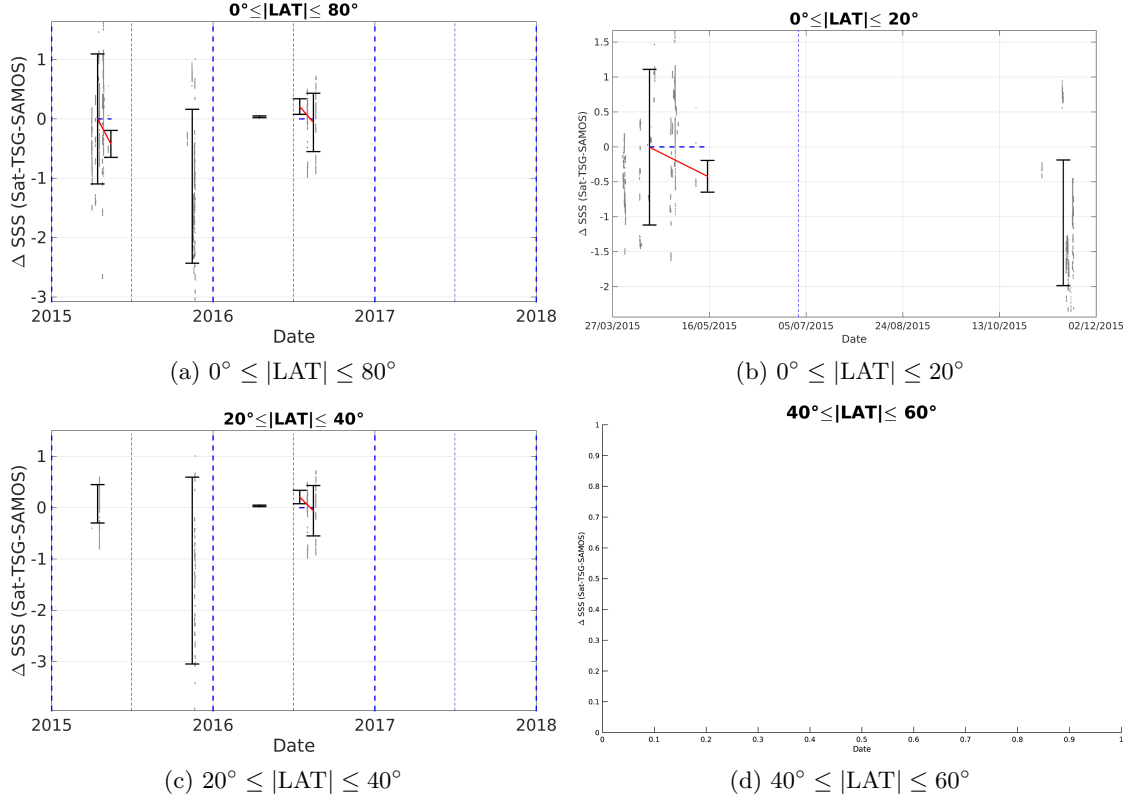 0°≤|LAT|≤ 80°
Δ SSS (Sat-TSG-SAMOS)
1
0
-1
-2
-3
2015 2016 2017 2018
Date
(a) 0° ≤ |LAT| ≤ 80°
0°≤|LAT|≤ 20°
Δ SSS (Sat-TSG-SAMOS)
1.5
1
0.5
0
-0.5
-1
-1.5
-2
27/03/2015 16/05/2015 05/07/2015 24/08/2015 13/10/2015 02/12/2015
Date
(b) 0° ≤ |LAT| ≤ 20°
20°≤|LAT|≤ 40°
Δ SSS (Sat-TSG-SAMOS)
1
0
-1
-2
-3
2015 2016 2017 2018
Date
(c) 20° ≤ |LAT| ≤ 40°
40°≤|LAT|≤ 60°
Δ SSS (Sat-TSG-SAMOS)
1
0.9
0.8
0.7
0.6
0.5
0.4
0.3
0.2
0.1
0
0 0.1 0.2 0.3 0.4 0.5 0.6 0.7 0.8 0.9 1
Date
(d) 40° ≤ |LAT| ≤ 60°